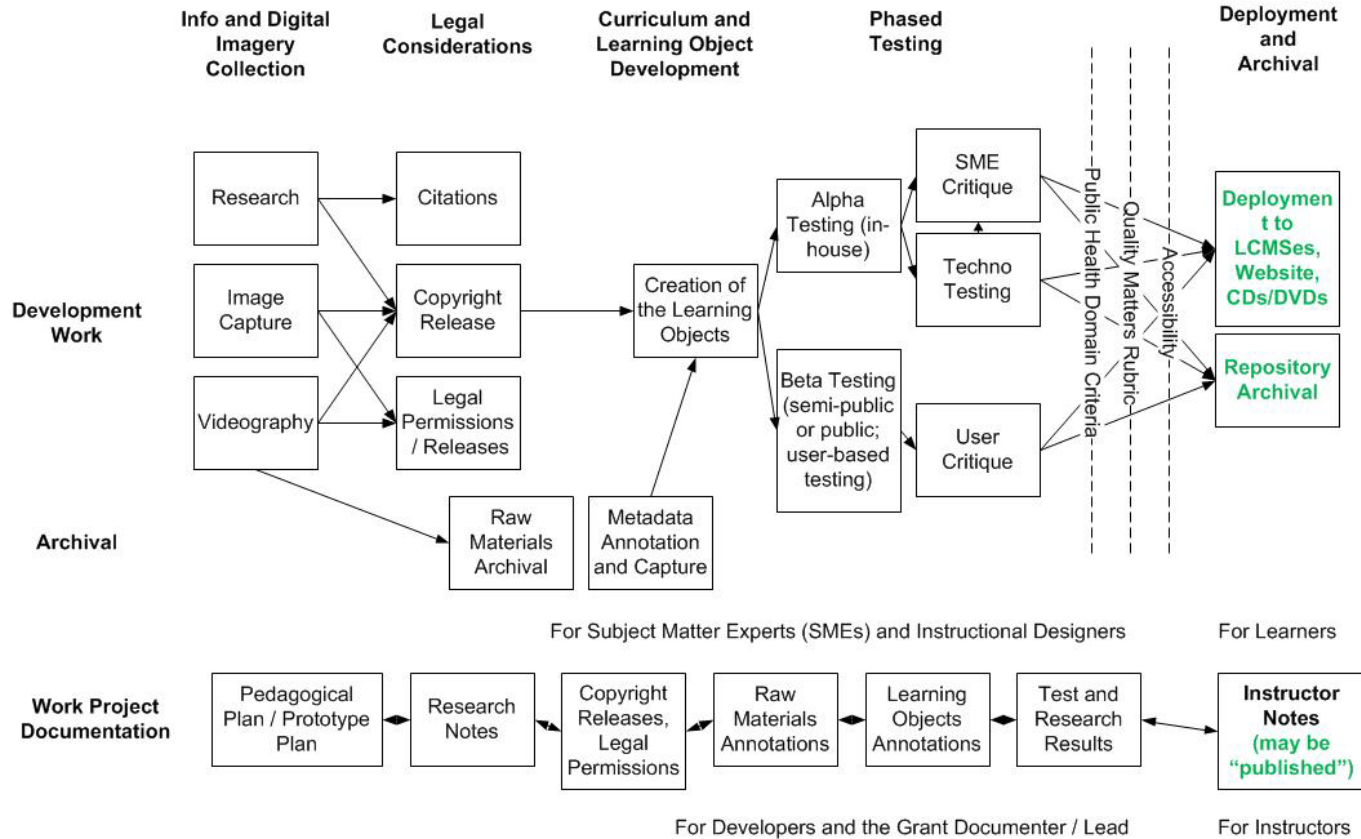 Info and Digital
Imagery
Collection
Legal
Considerations
Curriculum and
Learning Object
Development
Phased
Testing
Deployment
and
Archival
Development
Work
Research
Image
Capture
Videography
Citations
Copyright
Release
Legal
Permissions
/ Releases
Creation of
the Learning
Objects
Alpha
Testing (in-
house)
Beta Testing
(semi-public
or public;
user-based
testing)
SME
Critique
Techno
Testing
User
Critique
Public Health Domain Criteria
Quality Matters Rubric
Accessibility
Deploymen
t to
LCMSes,
Website,
CDs/DVDs
Repository
Archival
Archival
Raw
Materials
Archival
Metadada
Annotation
and Capture
For Subject Matter Experts (SMEs) and Instructional Designers
For Learners
Work Project
Documentation
Pedagogical
Plan / Prototype
Plan
Research
Notes
Copyright
Releases,
Legal
Permissions
Raw
Materials
Annotations
Learning
Objects
Annotations
Test and
Research
Results
Instructor
Notes
(may be
“published”)
For Developers and the Grant Documenter / Lead
For Instructors